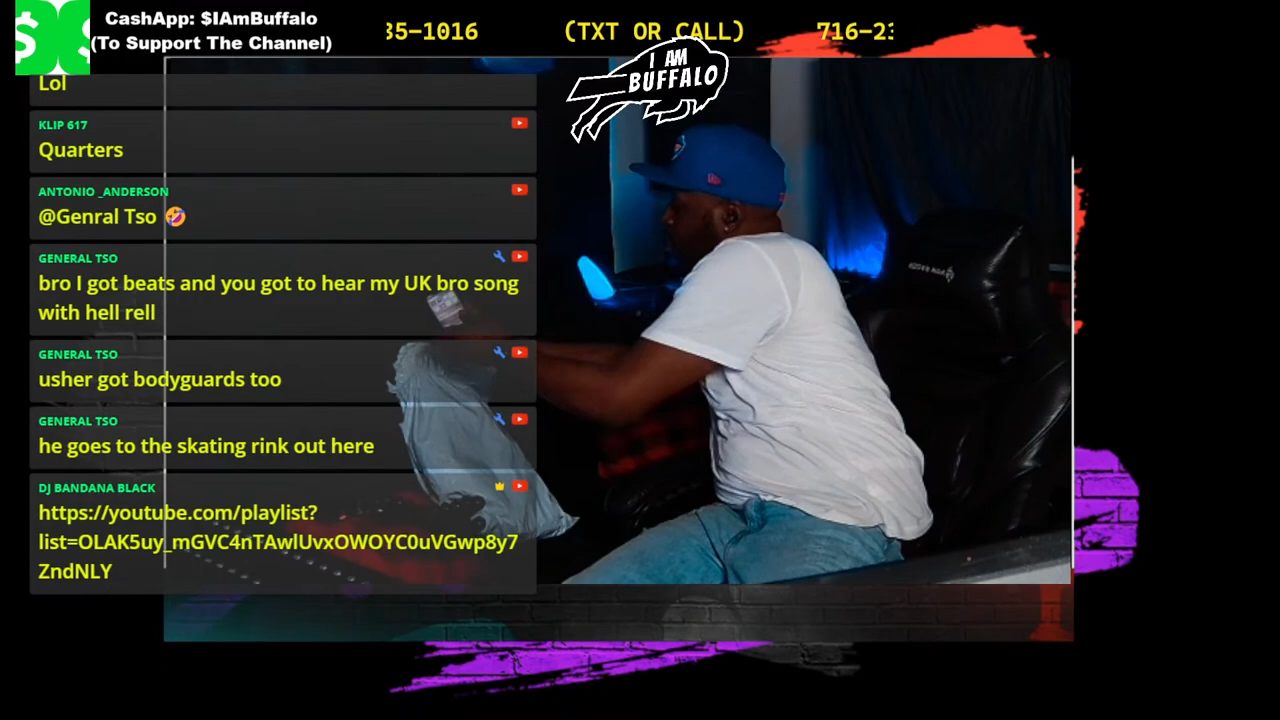 CashApp: $IAmBuffalo
(To Support The Channel)
35-1016 (TXT OR CALL) 716-23
I AM
BUFFALO
Lol
KLIP 617
Quarters
ANTONIO _ANDERSON
@Genral Tso 🤣
GENERAL TSO
bro I got beats and you got to hear my UK bro song
with hell rell
GENERAL TSO
usher got bodyguards too
GENERAL TSO
he goes to the skating rink out here
DJ BANDANA BLACK
https://youtube.com/playlist?
list=OLAK5uy_mGVC4nTAwlUvxOWOYC0uVGwp8y7
ZndNLY